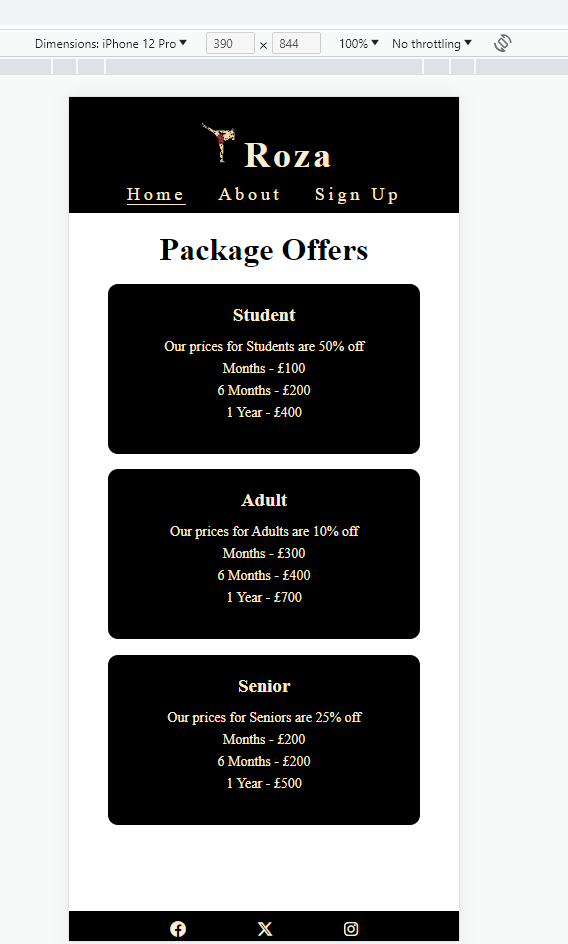 Dimensions: iPhone 12 Pro 390 × 844 100% No throttling
Roza
Home About Sign Up
Package Offers
Student
Our prices for Students are 50% off
Months - £100
6 Months - £200
1 Year - £400
Adult
Our prices for Adults are 10% off
Months - £300
6 Months - £400
1 Year - £700
Senior
Our prices for Seniors are 25% off
Months - £200
6 Months - £200
1 Year - £500